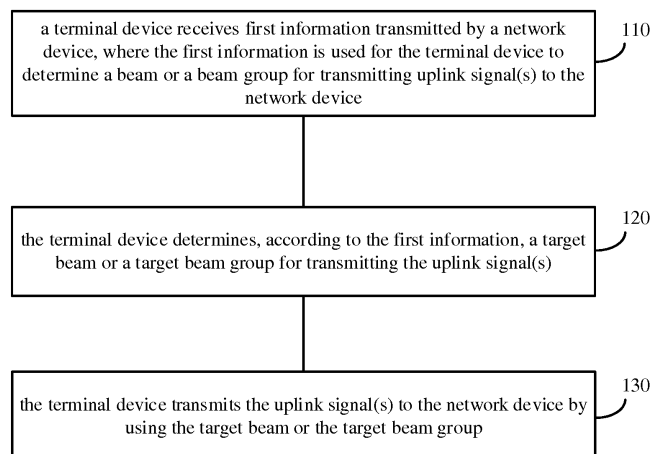 a terminal device receives first information transmitted by a network
device, where the first information is used for the terminal device to
determine a beam or a beam group for transmitting uplink signal(s) to the
network device
110
the terminal device determines, according to the first information, a target
beam or a target beam group for transmitting the uplink signal(s)
120
the terminal device transmits the uplink signal(s) to the network device by
using the target beam or the target beam group
130